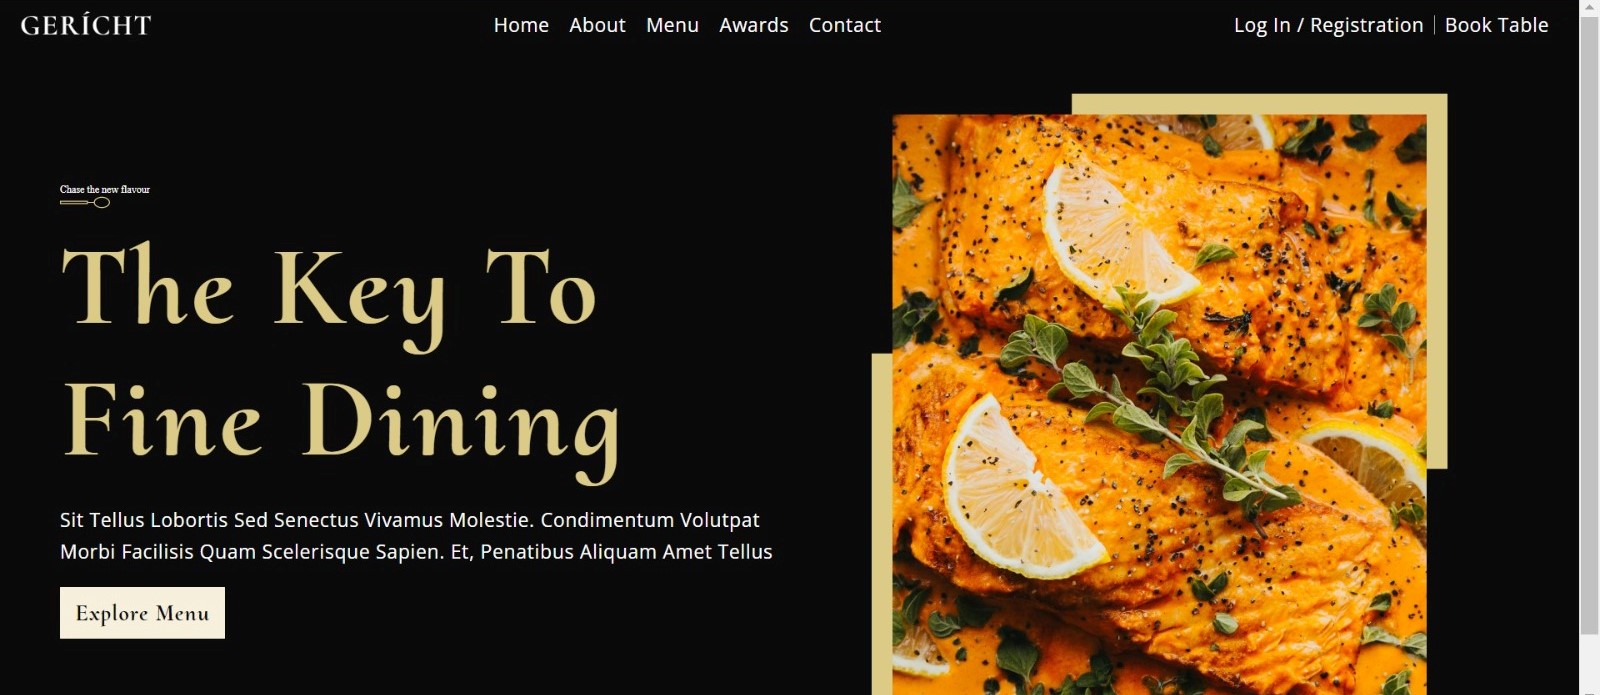 GERÍCHT
Home About Menu Awards Contact
Log In / Registration | Book Table
Chase the new flavour
The Key To
Fine Dining
Sit Tellus Lobortis Sed Senectus Vivamus Molestie. Condimentum Volutpat
Morbi Facilisis Quam Scelerisque Sapien. Et, Penatibus Aliquam Amet Tellus
Explore Menu